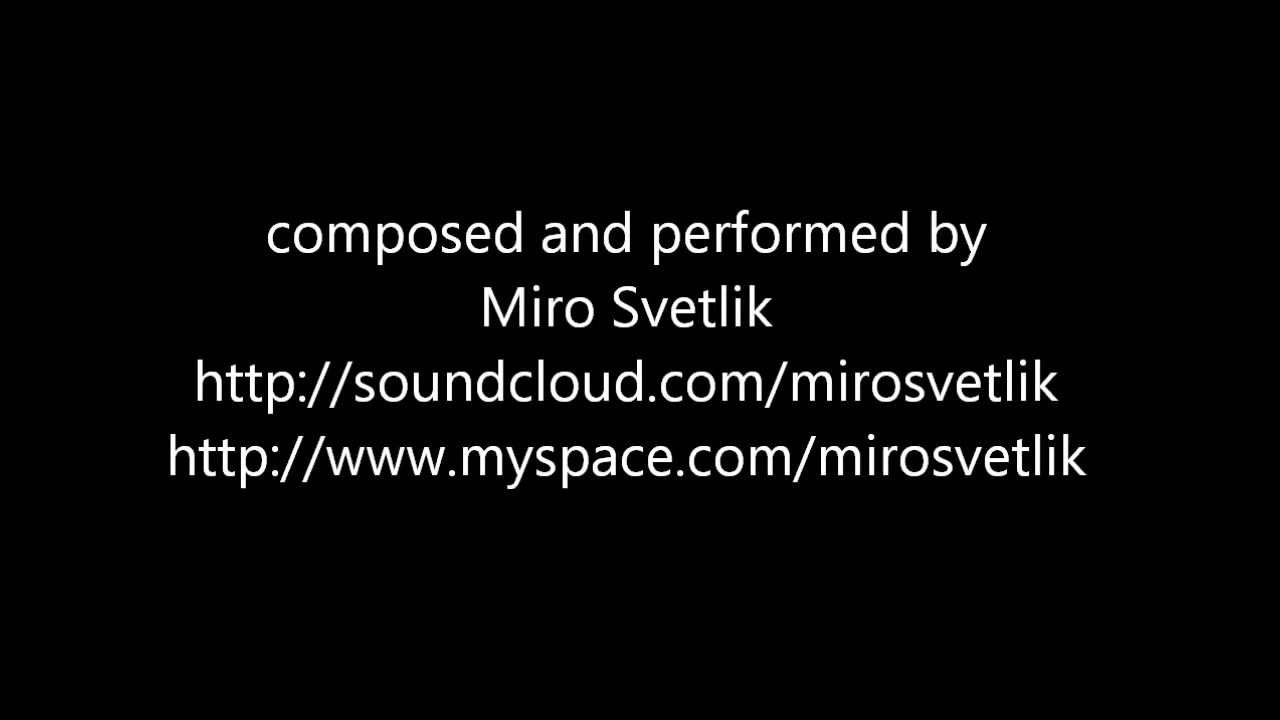 composed and performed by
Miro Svetlik
http://soundcloud.com/mirosvetlik
http://www.myspace.com/mirosvetlik